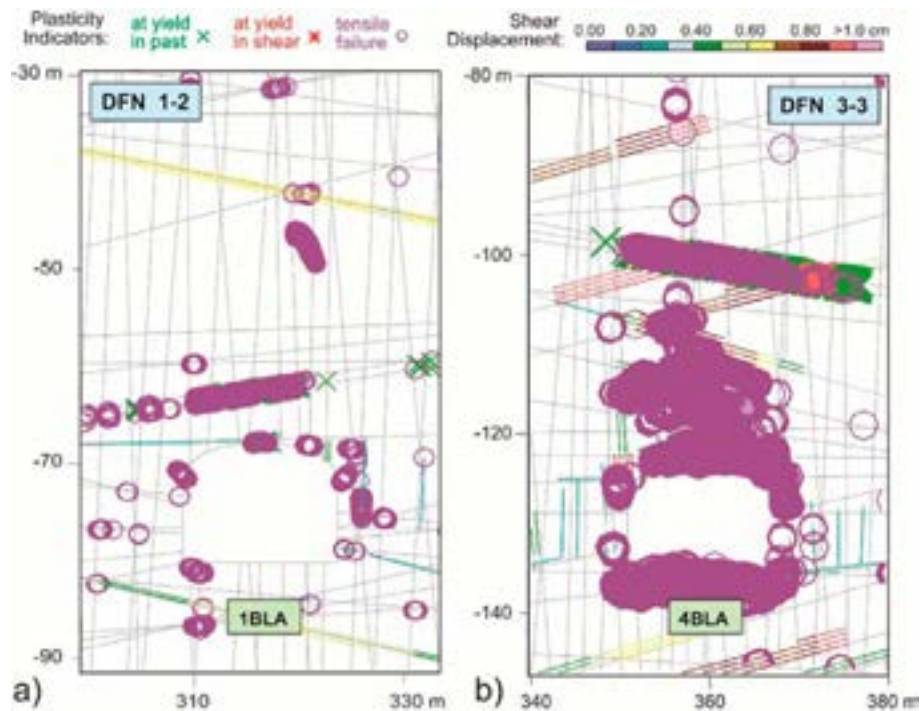 Plasticity Indicators: at yield in past at yield in shear tensile failure
Shear Displacement: 0.00 0.20 0.40 0.60 0.80 >1.0 cm
-30 m
DFN 1-2
-50
-70
-90
1BLA
a)
310
330 m
-80 m
DFN 3-3
-100
-120
-140
4BLA
b)
340
360
380 m